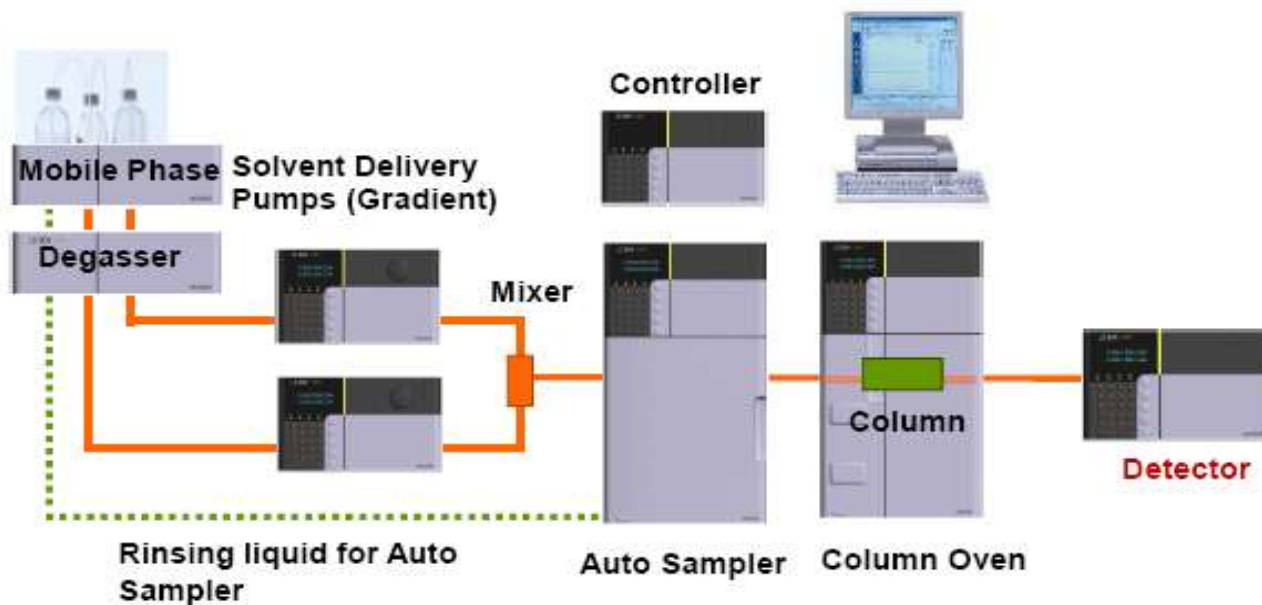 Controller
Mobile Phase
Solvent Delivery
Pumps (Gradient)
Degasser
Mixer
Column
Detector
Rinsing liquid for Auto
Sampler
Auto Sampler
Column Oven